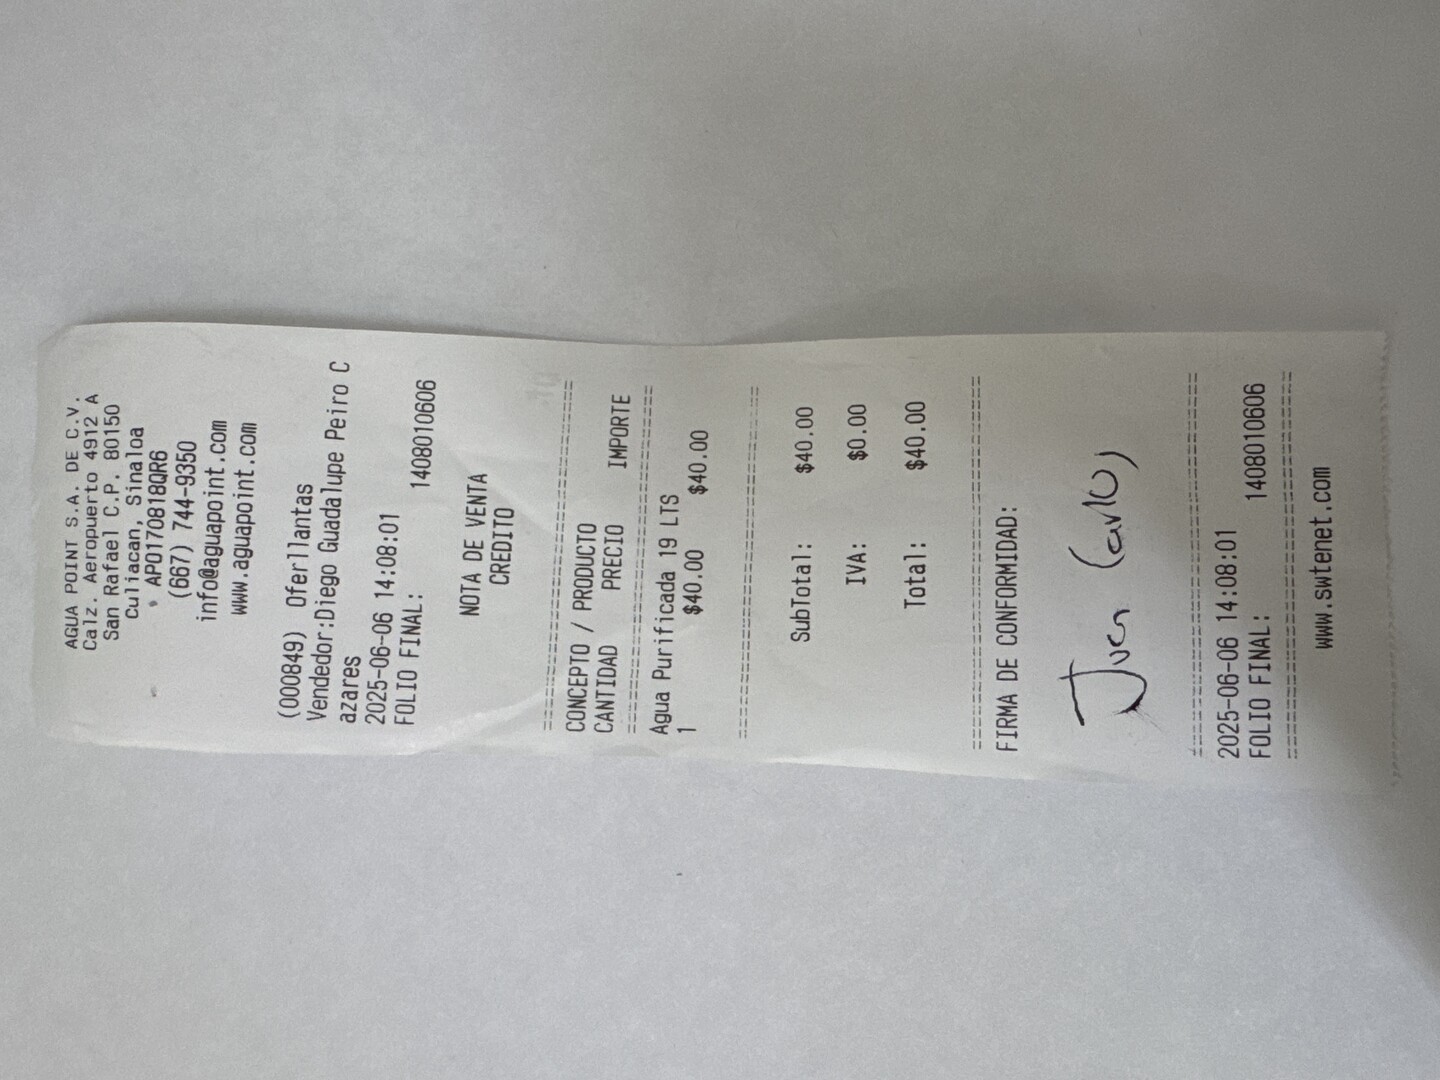 AGUA POINT S.A. DE C.V.
Calz. Aeropuerto 4912 A
San Rafael C.P. 80150
Culiacan, Sinaloa
APO170818QR6
(667) 744-9350
info@aguapoint.com
www.aguapoint.com
(000849) Oferllantas
Vendedor:Diego Guadalupe Peiro C
azares
2025-06-06 14:08:01
FOLIO FINAL: 1408010606
NOTA DE VENTA
CREDITO
================================
CONCEPTO / PRODUCTO
CANTIDAD PRECIO IMPORTE
================================
Agua Purificada 19 LTS
1 $40.00 $40.00
================================
SubTotal: $40.00
IVA: $0.00
Total: $40.00
================================
FIRMA DE CONFORMIDAD:
Juan Carlos
================================
2025-06-06 14:08:01
FOLIO FINAL: 1408010606
================================
www.swtenet.com